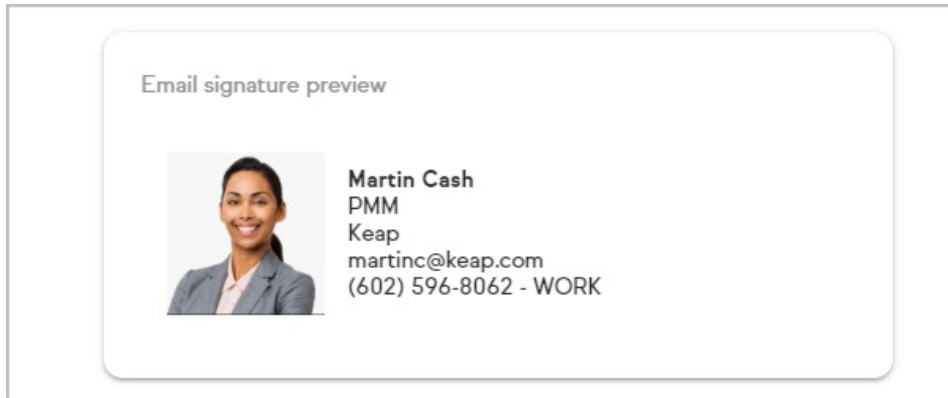 Email signature preview
Martin Cash
PMM
Keap
martinc@keap.com
(602) 596-8062 - WORK